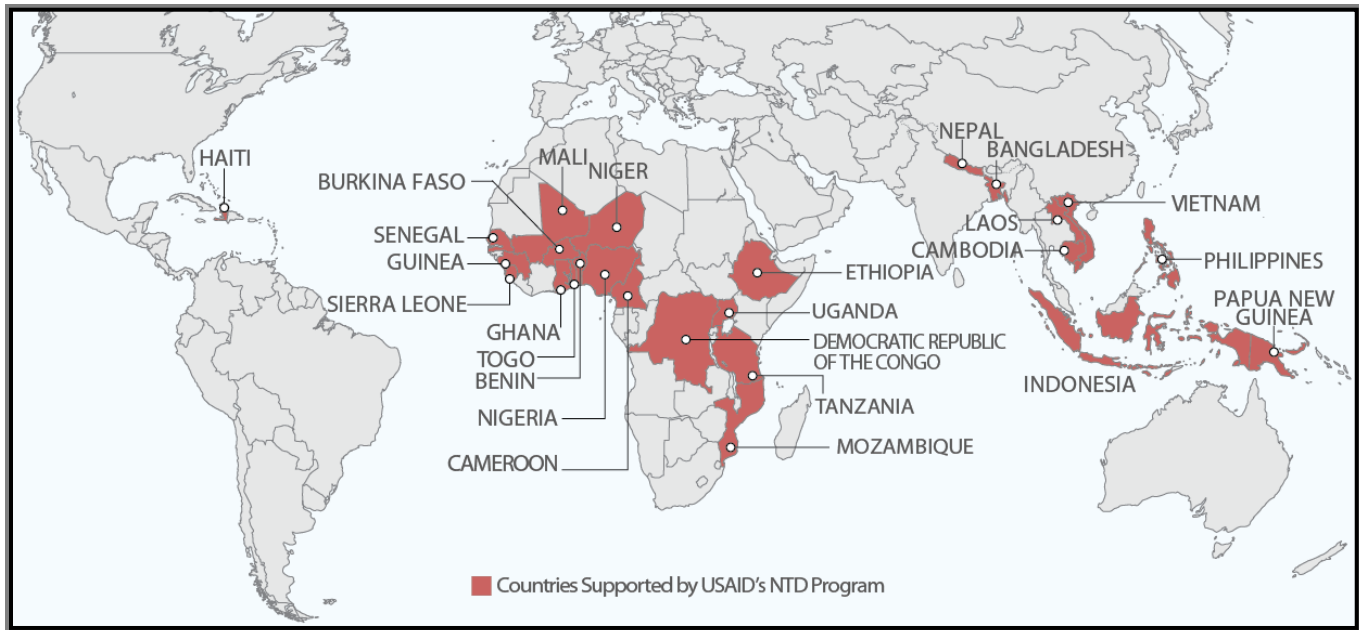 HAITI
MALI
NIGER
BURKINA FASO
SENEGAL
GUINEA
SIERRA LEONE
GHANA
TOGO
BENIN
NIGERIA
CAMEROON
ETHIOPIA
UGANDA
DEMOCRATIC REPUBLIC
OF THE CONGO
TANZANIA
MOZAMBIQUE
NEPAL
BANGLADESH
VIETNAM
LAOS
CAMBODIA
PHILIPPINES
PAPUA NEW
GUINEA
INDONESIA
Countries Supported by USAID's NTD Program